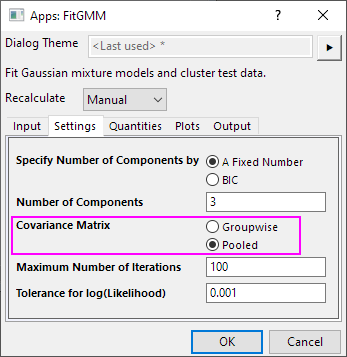 Apps: FitGMM
Dialog Theme <Last used> *
Fit Gaussian mixture models and cluster test data.
Recalculate Manual
Input Settings Quantities Plots Output
Specify Number of Components by A Fixed Number
BIC
Number of Components 3
Covariance Matrix Groupwise
Pooled
Maximum Number of Iterations 100
Tolerance for log(Likelihood) 0.001
OK Cancel